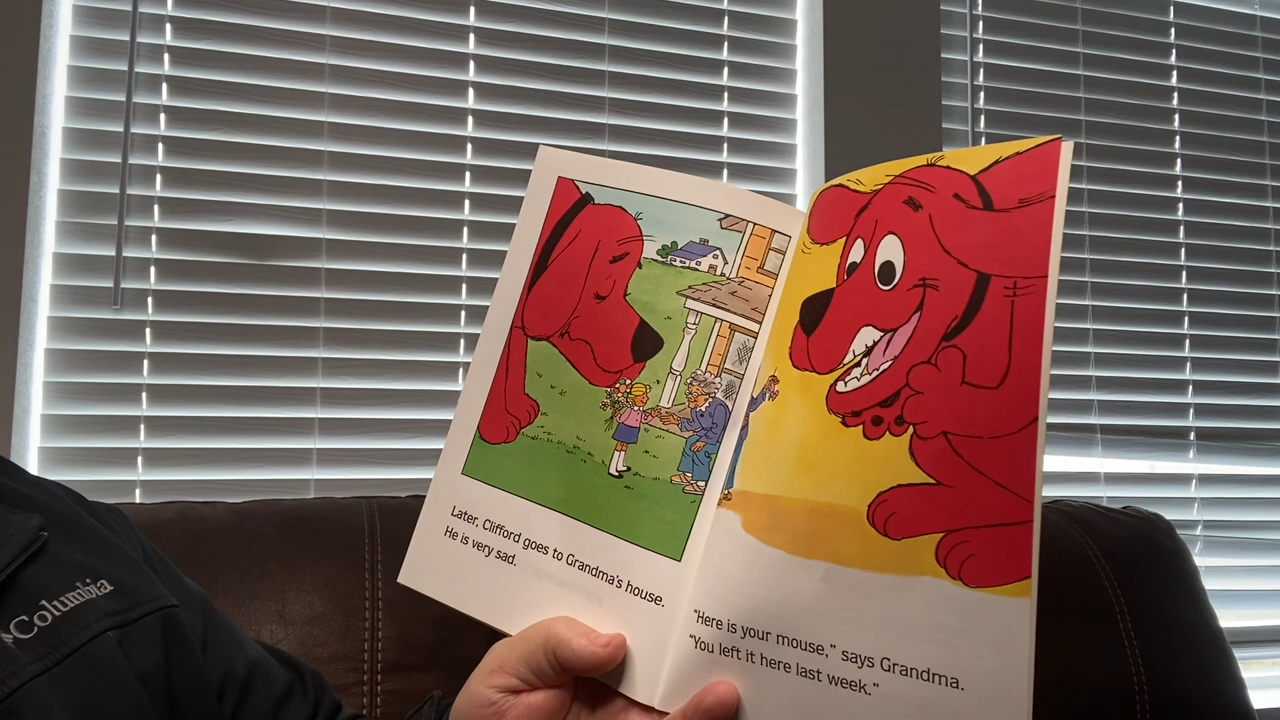 Columbia
Later, Clifford goes to Grandma's house.
He is very sad.
"Here is your mouse," says Grandma.
"You left it here last week."